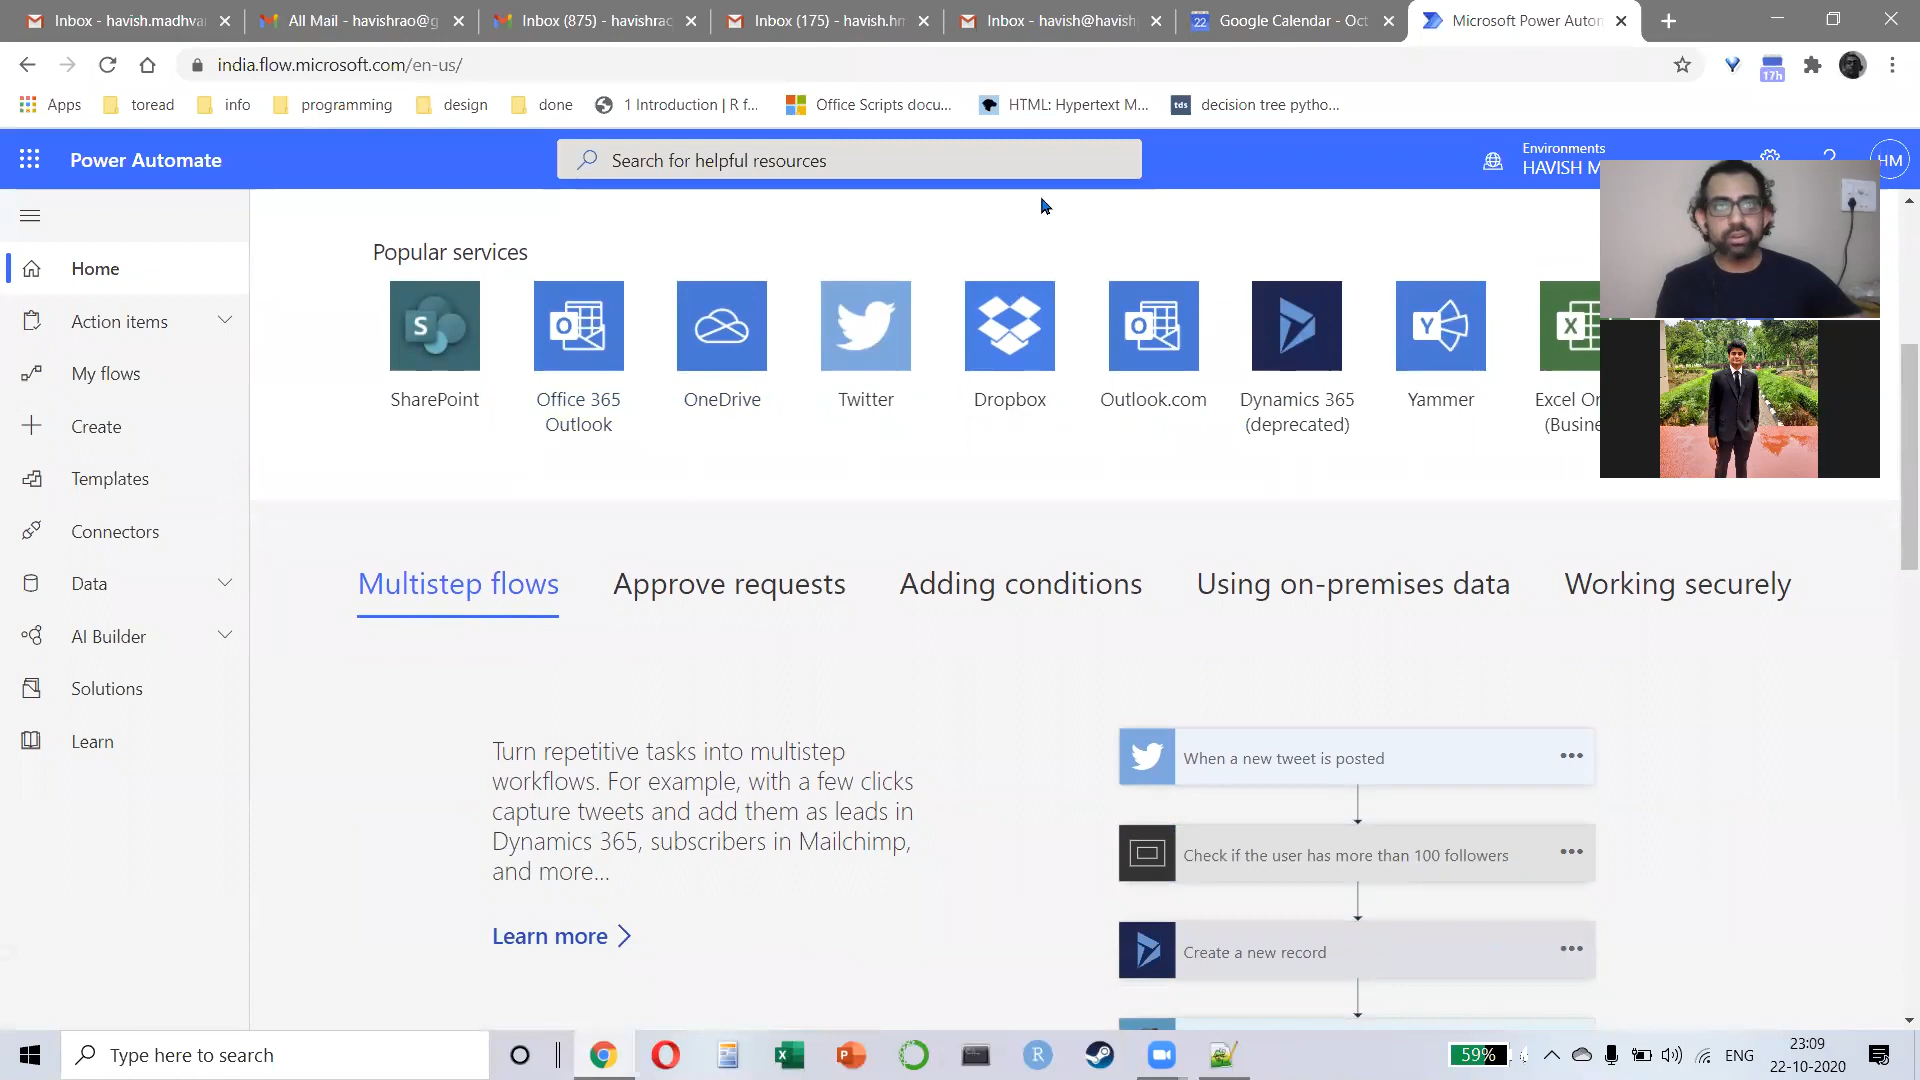 Inbox - havish.madhva
All Mail - havishrao@g
Inbox (875) - havishrao
Inbox (175) - havish.hm
Inbox - havish@havish
22
Google Calendar - Oct
Microsoft Power Autom
india.flow.microsoft.com/en-us/
17h
Apps
toread
info
programming
design
done
1 Introduction | R f...
Office Scripts docu...
HTML: Hypertext M...
tds
decision tree pytho...
Power Automate
Search for helpful resources
Environments
HAVISH M
?
HM
Home
Action items
My flows
Create
Templates
Connectors
Data
AI Builder
Solutions
Learn
Popular services
SharePoint
Office 365
Outlook
OneDrive
Twitter
Dropbox
Outlook.com
Dynamics 365
(deprecated)
Yammer
Excel On
(Busine
Multistep flows
Approve requests
Adding conditions
Using on-premises data
Working securely
Turn repetitive tasks into multistep
workflows. For example, with a few clicks
capture tweets and add them as leads in
Dynamics 365, subscribers in Mailchimp,
and more...
Learn more
When a new tweet is posted
Check if the user has more than 100 followers
Create a new record
Type here to search
59%
ENG
23:09
22-10-2020